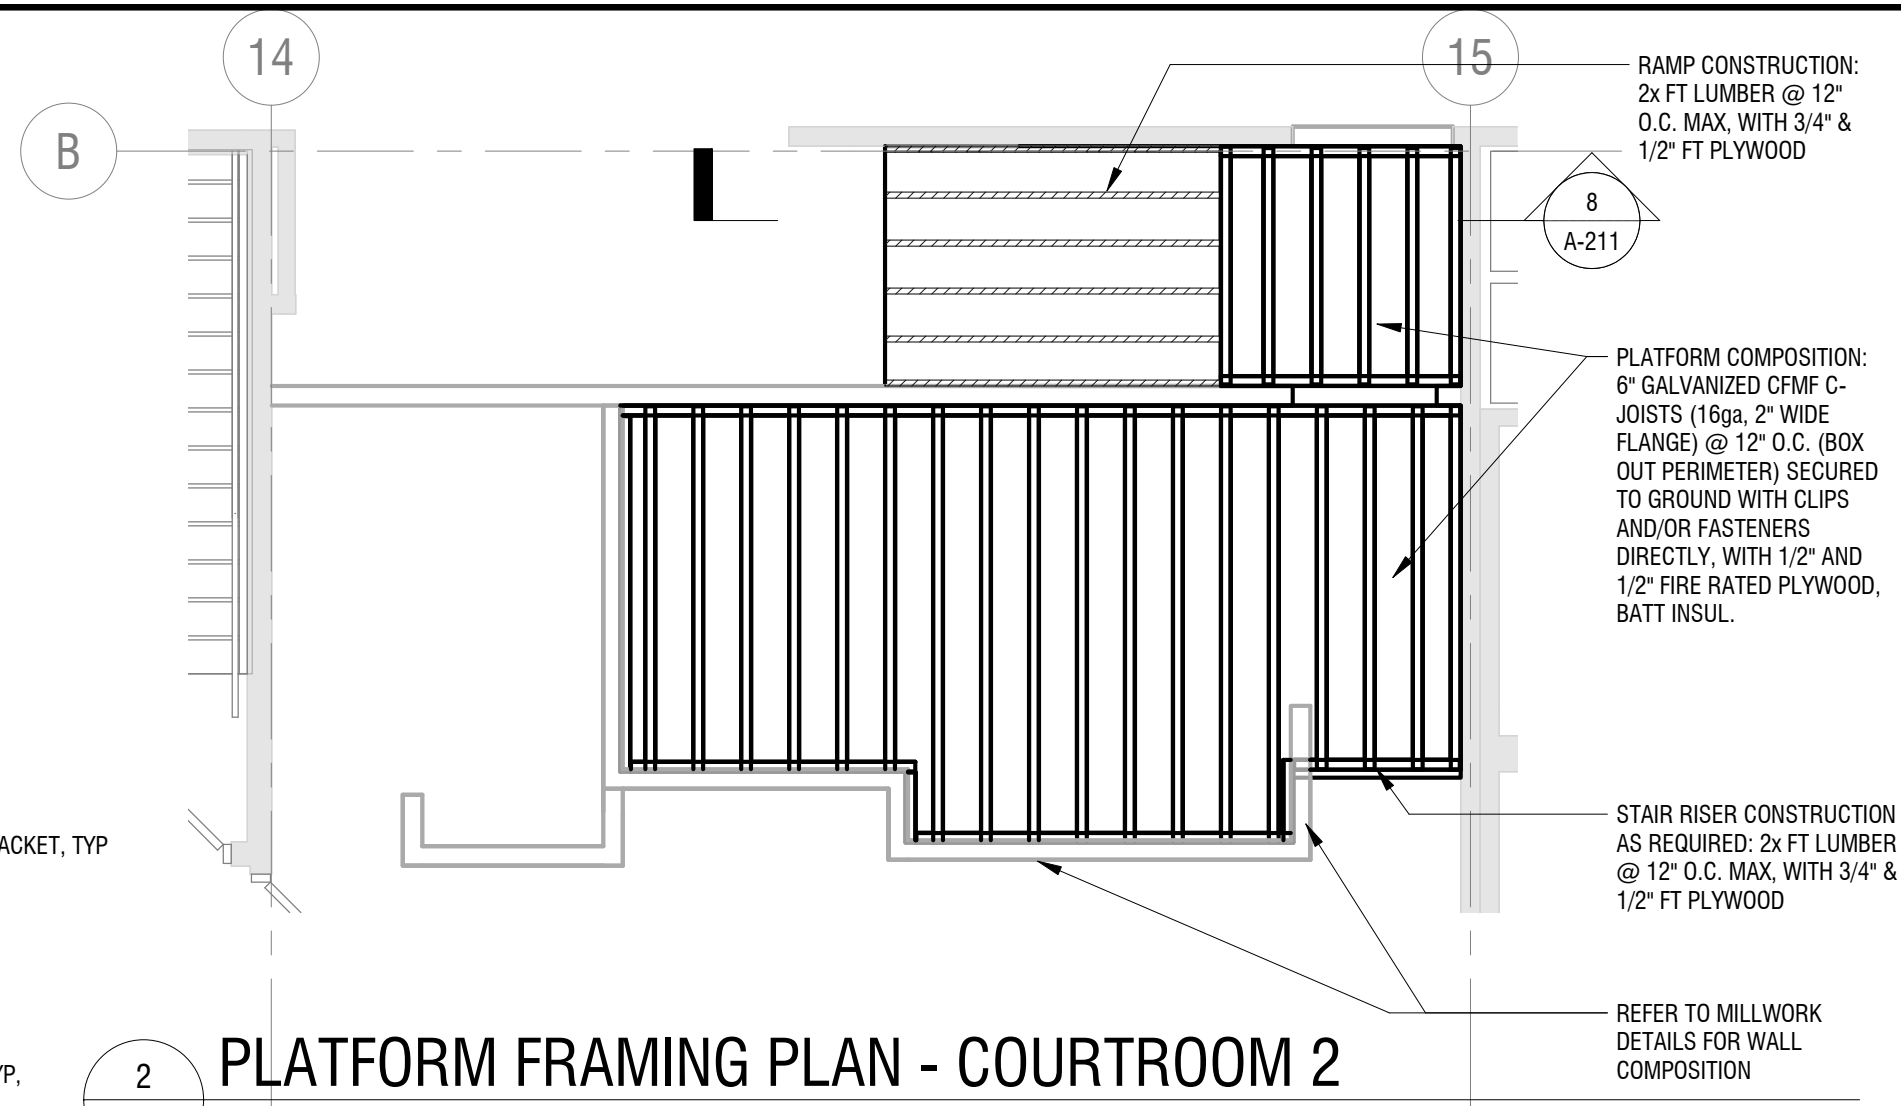 14
15
B
RAMP CONSTRUCTION:
2x FT LUMBER @ 12"
O.C. MAX, WITH 3/4" &
1/2" FT PLYWOOD
8
A-211
PLATFORM COMPOSITION:
6" GALVANIZED CFMF C-
JOISTS (16ga, 2" WIDE
FLANGE) @ 12" O.C. (BOX
OUT PERIMETER) SECURED
TO GROUND WITH CLIPS
AND/OR FASTENERS
DIRECTLY, WITH 1/2" AND
1/2" FIRE RATED PLYWOOD,
BATT INSUL.
STAIR RISER CONSTRUCTION
AS REQUIRED: 2x FT LUMBER
@ 12" O.C. MAX, WITH 3/4" &
1/2" FT PLYWOOD
ACKET, TYP
REFER TO MILLWORK
DETAILS FOR WALL
COMPOSITION
YP,
2
PLATFORM FRAMING PLAN - COURTROOM 2